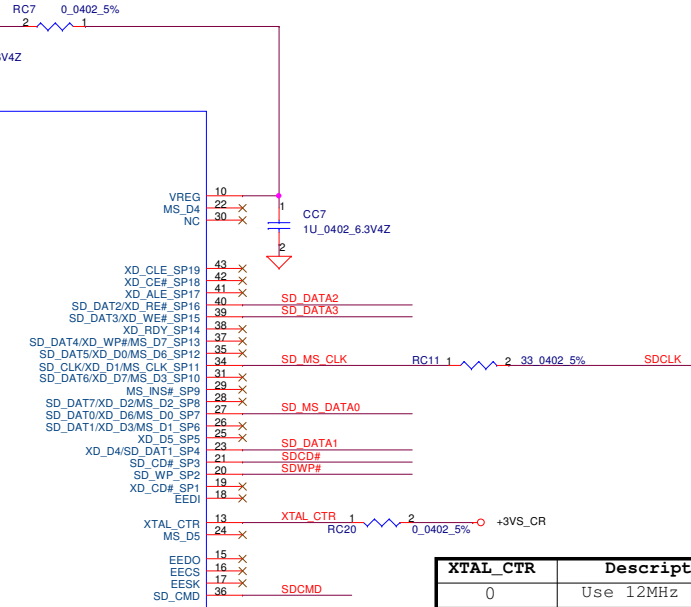 RC7 0_0402_5%
2 1
V4Z
VREG 10
MS_D4 22
NC 30
1
CC7
1U_0402_6.3V4Z
2
XD_CLE_SP19 43
XD_CE#_SP18 42
XD_ALE_SP17 41
SD_DAT2/XD_RE#_SP16 40 SD_DATA2
SD_DAT3/XD_WE#_SP15 39 SD_DATA3
XD_RDY_SP14 38
SD_DAT4/XD_WP#/MS_D7_SP13 37
SD_DAT5/XD_D0/MS_D6_SP12 35
SD_CLK/XD_D1/MS_CLK_SP11 34 SD_MS_CLK RC11 1 2 33_0402_5% SDCLK
SD_DAT6/XD_D7/MS_D3_SP10 31
MS_INS#_SP9 29
SD_DAT7/XD_D2/MS_D2_SP8 28
SD_DAT0/XD_D6/MS_D0_SP7 27 SD_MS_DATA0
SD_DAT1/XD_D3/MS_D1_SP6 26
XD_D5_SP5 25
XD_D4/SD_DAT1_SP4 23 SD_DATA1
SD_CD#_SP3 21 SDCD#
SD_WP_SP2 20 SDWP#
XD_CD#_SP1 19
EEDI 18
XTAL_CTR 13 XTAL_CTR 1 2 +3VS_CR
RC20 0_0402_5%
MS_D5 24
EEDO 15
EECS 16
EESK 17
SD_CMD 36 SDCMD
XTAL_CTR Descript
0 Use 12MHz